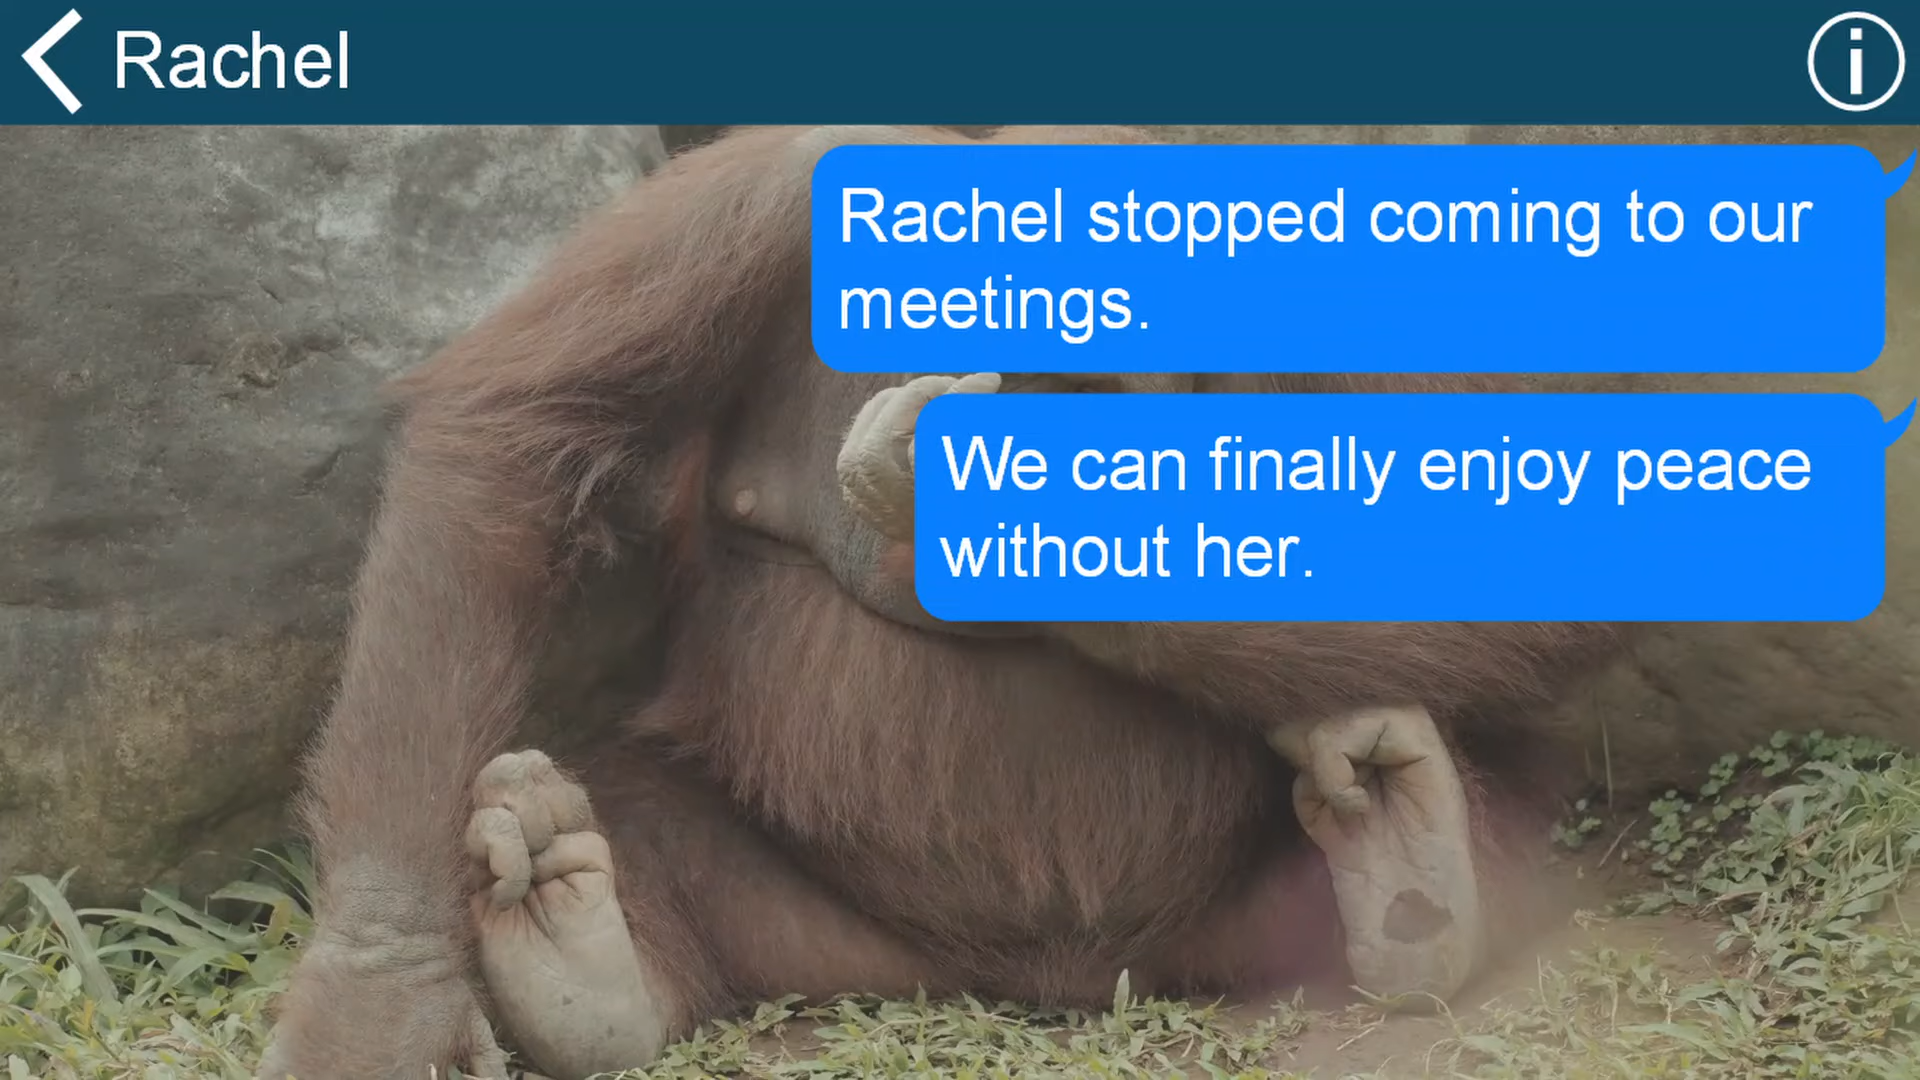 Rachel
Rachel stopped coming to our
meetings.
We can finally enjoy peace
without her.